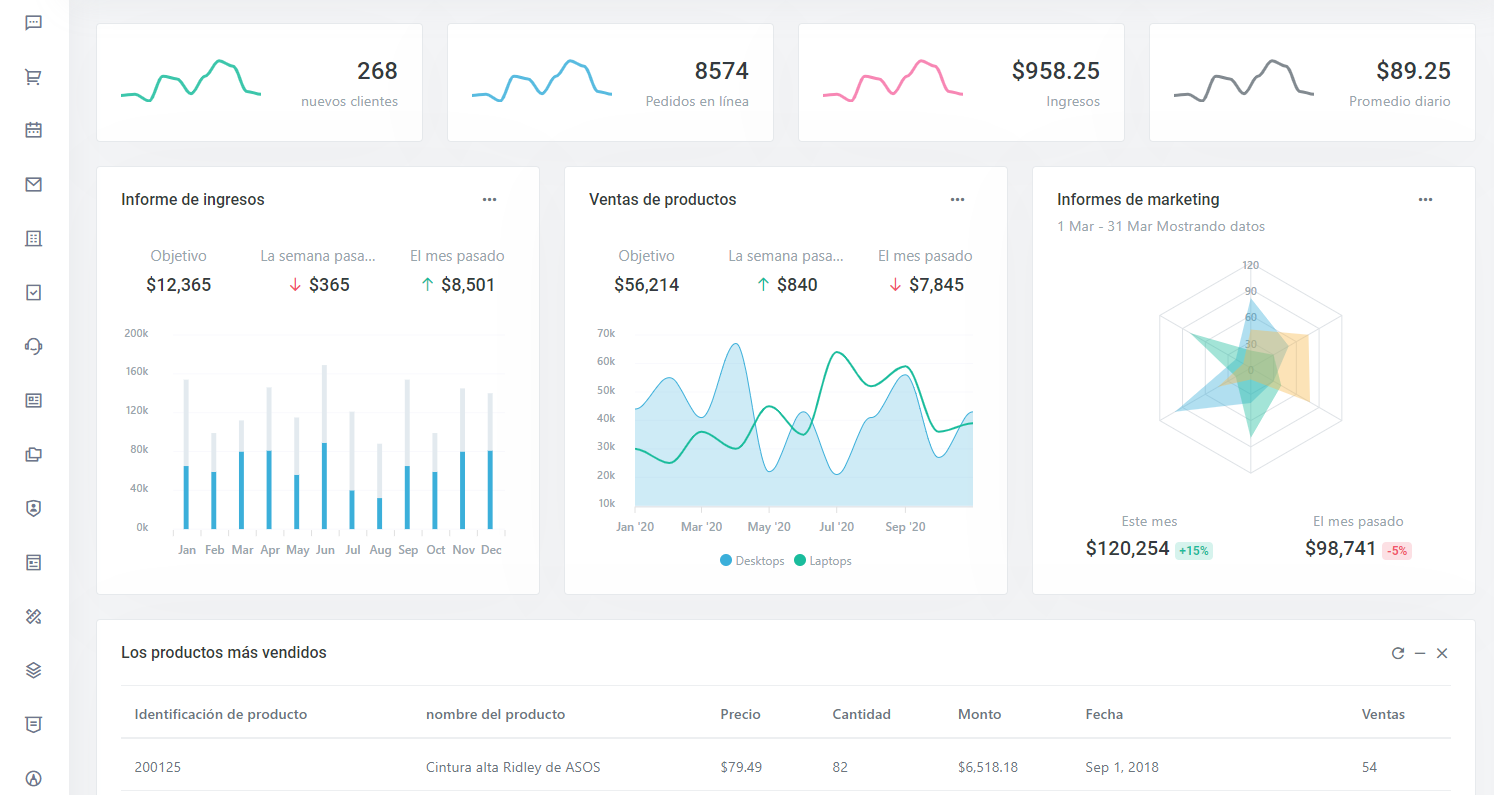 268
nuevos clientes
8574
Pedidos en línea
$958.25
Ingresos
$89.25
Promedio diario
Informe de ingresos
Objetivo La semana pasa... El mes pasado
$12,365 $365 $8,501
200k
160k
120k
80k
40k
0k
Jan Feb Mar Apr May Jun Jul Aug Sep Oct Nov Dec
Ventas de productos
Objetivo La semana pasa... El mes pasado
$56,214 $840 $7,845
70k
60k
50k
40k
30k
20k
10k
Jan '20 Mar '20 May '20 Jul '20 Sep '20
Desktops Laptops
Informes de marketing
1 Mar - 31 Mar Mostrando datos
120
90
60
30
0
Este mes El mes pasado
$120,254 +15% $98,741 -5%
Los productos más vendidos
Identificación de producto nombre del producto Precio Cantidad Monto Fecha Ventas
200125 Cintura alta Ridley de ASOS $79.49 82 $6,518.18 Sep 1, 2018 54